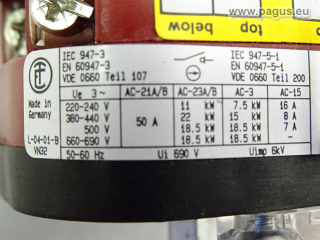 © www.pagus.eu
below
top
IEC 947-3
EN 60947-3
VDE 0660 Teil 107
IEC 947-5-1
EN 60947-5-1
VDE 0660 Teil 200
Made in
Germany
L-04-01-B
VN32
Ue 3~ AC-21A/B AC-23A/B AC-3 AC-15
220-240 V 50 A 11 kW 7.5 kW 16 A
380-440 V 22 kW 15 kW 8 A
500 V 18.5 kW 18.5 kW 7 A
660-690 V 18.5 kW 18.5 kW
50-60 Hz Ui 690 V Uimp 6kV